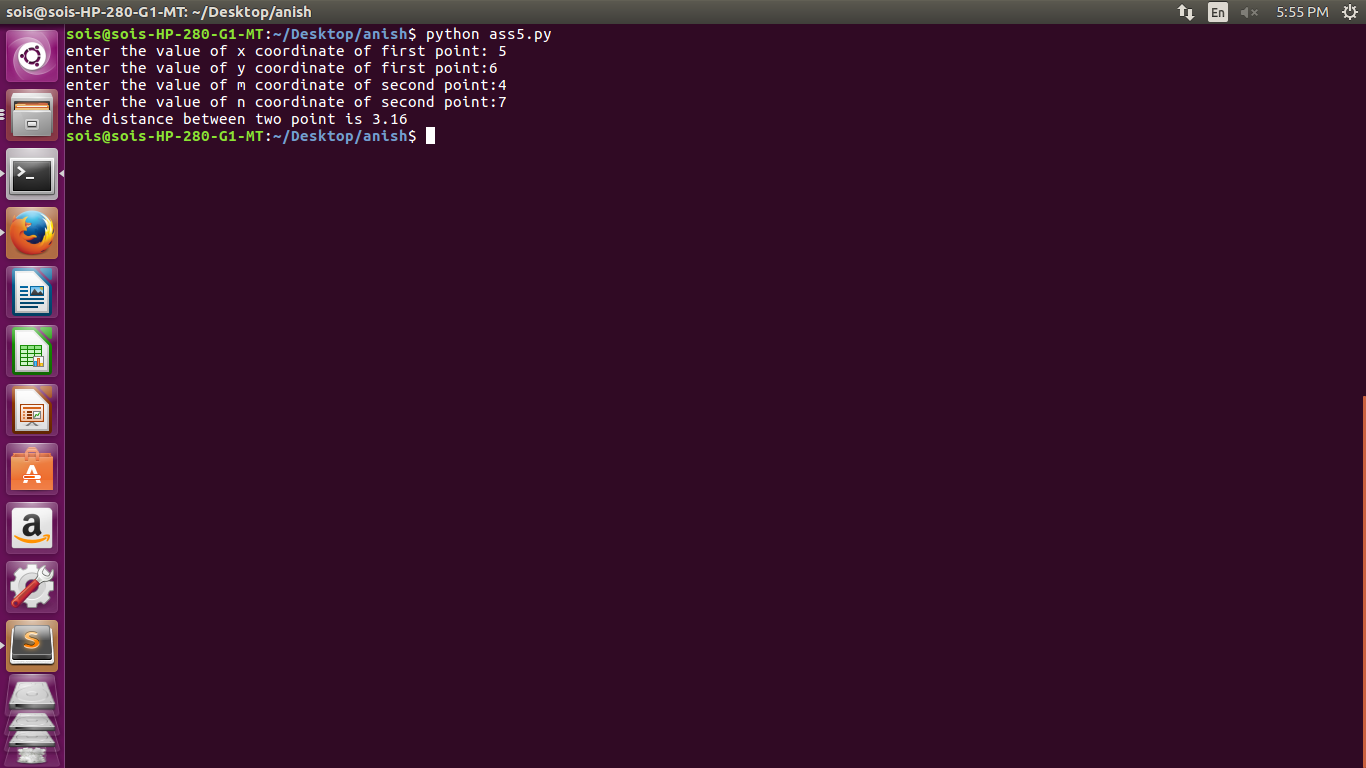 sois@sois-HP-280-G1-MT: ~/Desktop/anish
En
5:55 PM
sois@sois-HP-280-G1-MT:~/Desktop/anish$ python ass5.py
enter the value of x coordinate of first point: 5
enter the value of y coordinate of first point:6
enter the value of m coordinate of second point:4
enter the value of n coordinate of second point:7
the distance between two point is 3.16
sois@sois-HP-280-G1-MT:~/Desktop/anish$